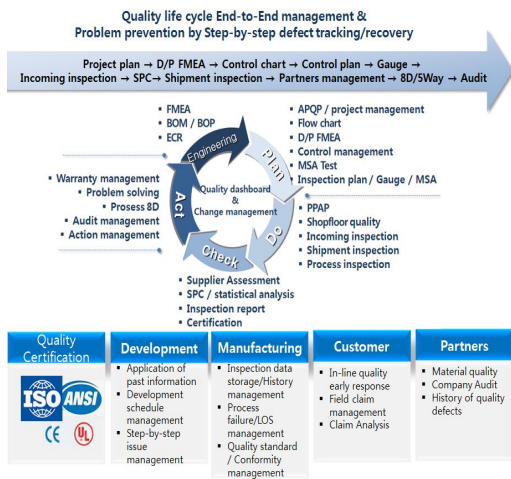 Quality life cycle End-to-End management &
Problem prevention by Step-by-step defect tracking/recovery
Project plan → D/P FMEA → Control chart → Control plan → Gauge →
Incoming inspection → SPC→ Shipment inspection → Partners management → 8D/5Way → Audit
▪ FMEA
▪ BOM / BOP
▪ ECR
▪ APQP / project management
▪ Flow chart
▪ D/P FMEA
▪ Control management
▪ MSA Test
▪ Inspection plan / Gauge / MSA
Engineering
Plan
Do
Check
Act
Quality dashboard
&
Change management
▪ Warranty management
▪ Problem solving
▪ Prosess 8D
▪ Audit management
▪ Action management
▪ PPAP
▪ Shopfloor quality
▪ Incoming inspection
▪ Shipment inspection
▪ Process inspection
▪ Supplier Assessment
▪ SPC / statistical analysis
▪ Inspection report
▪ Certification
Quality
Certification
ISO
ANSI
CE
UL
Development
▪ Application of
past information
▪ Development
schedule
management
▪ Step-by-step
issue
management
Manufacturing
▪ Inspection data
storage/History
management
▪ Process
failure/LOS
management
▪ Quality standard
/ Conformity
management
Customer
▪ In-line quality
early response
▪ Field claim
management
▪ Claim Analysis
Partners
▪ Material quality
▪ Company Audit
▪ History of quality
defects